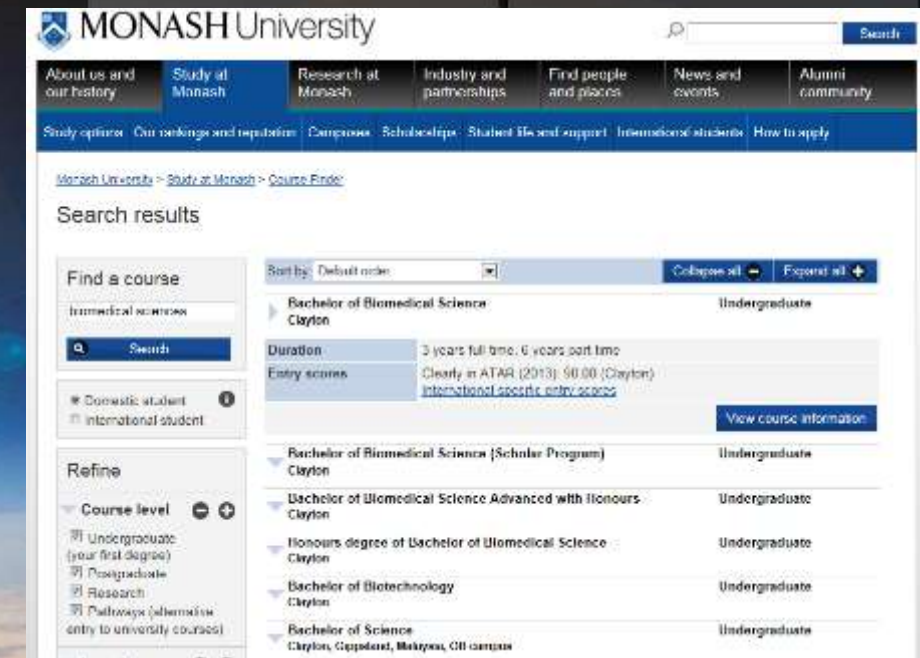 MONASH University
Search
About us and our history
Study at Monash
Research at Monash
Industry and partnerships
Find people and places
News and events
Alumni community
Study options Our rankings and reputation Campuses Scholarships Student life and support International students How to apply
Monash University > Study at Monash > Course Finder
Search results
Find a course
biomedical sciences
Search
Domestic student
International student
Refine
Course level
Undergraduate
(your first degree)
Postgraduate
Research
Pathways (alternative
entry to university courses)
Sort by: Default order
Collapse all
Expand all
Bachelor of Biomedical Science Undergraduate
Clayton
Duration 3 years full time, 6 years part time
Entry scores Clearly in ATAR (2013): 90.00 (Clayton)
International specific entry scores
View course information
Bachelor of Biomedical Science (Scholar Program) Undergraduate
Clayton
Bachelor of Biomedical Science Advanced with Honours Undergraduate
Clayton
Honours degree of Bachelor of Biomedical Science Undergraduate
Clayton
Bachelor of Biotechnology Undergraduate
Clayton
Bachelor of Science Undergraduate
Clayton, Gippsland, Malaysia, Off campus